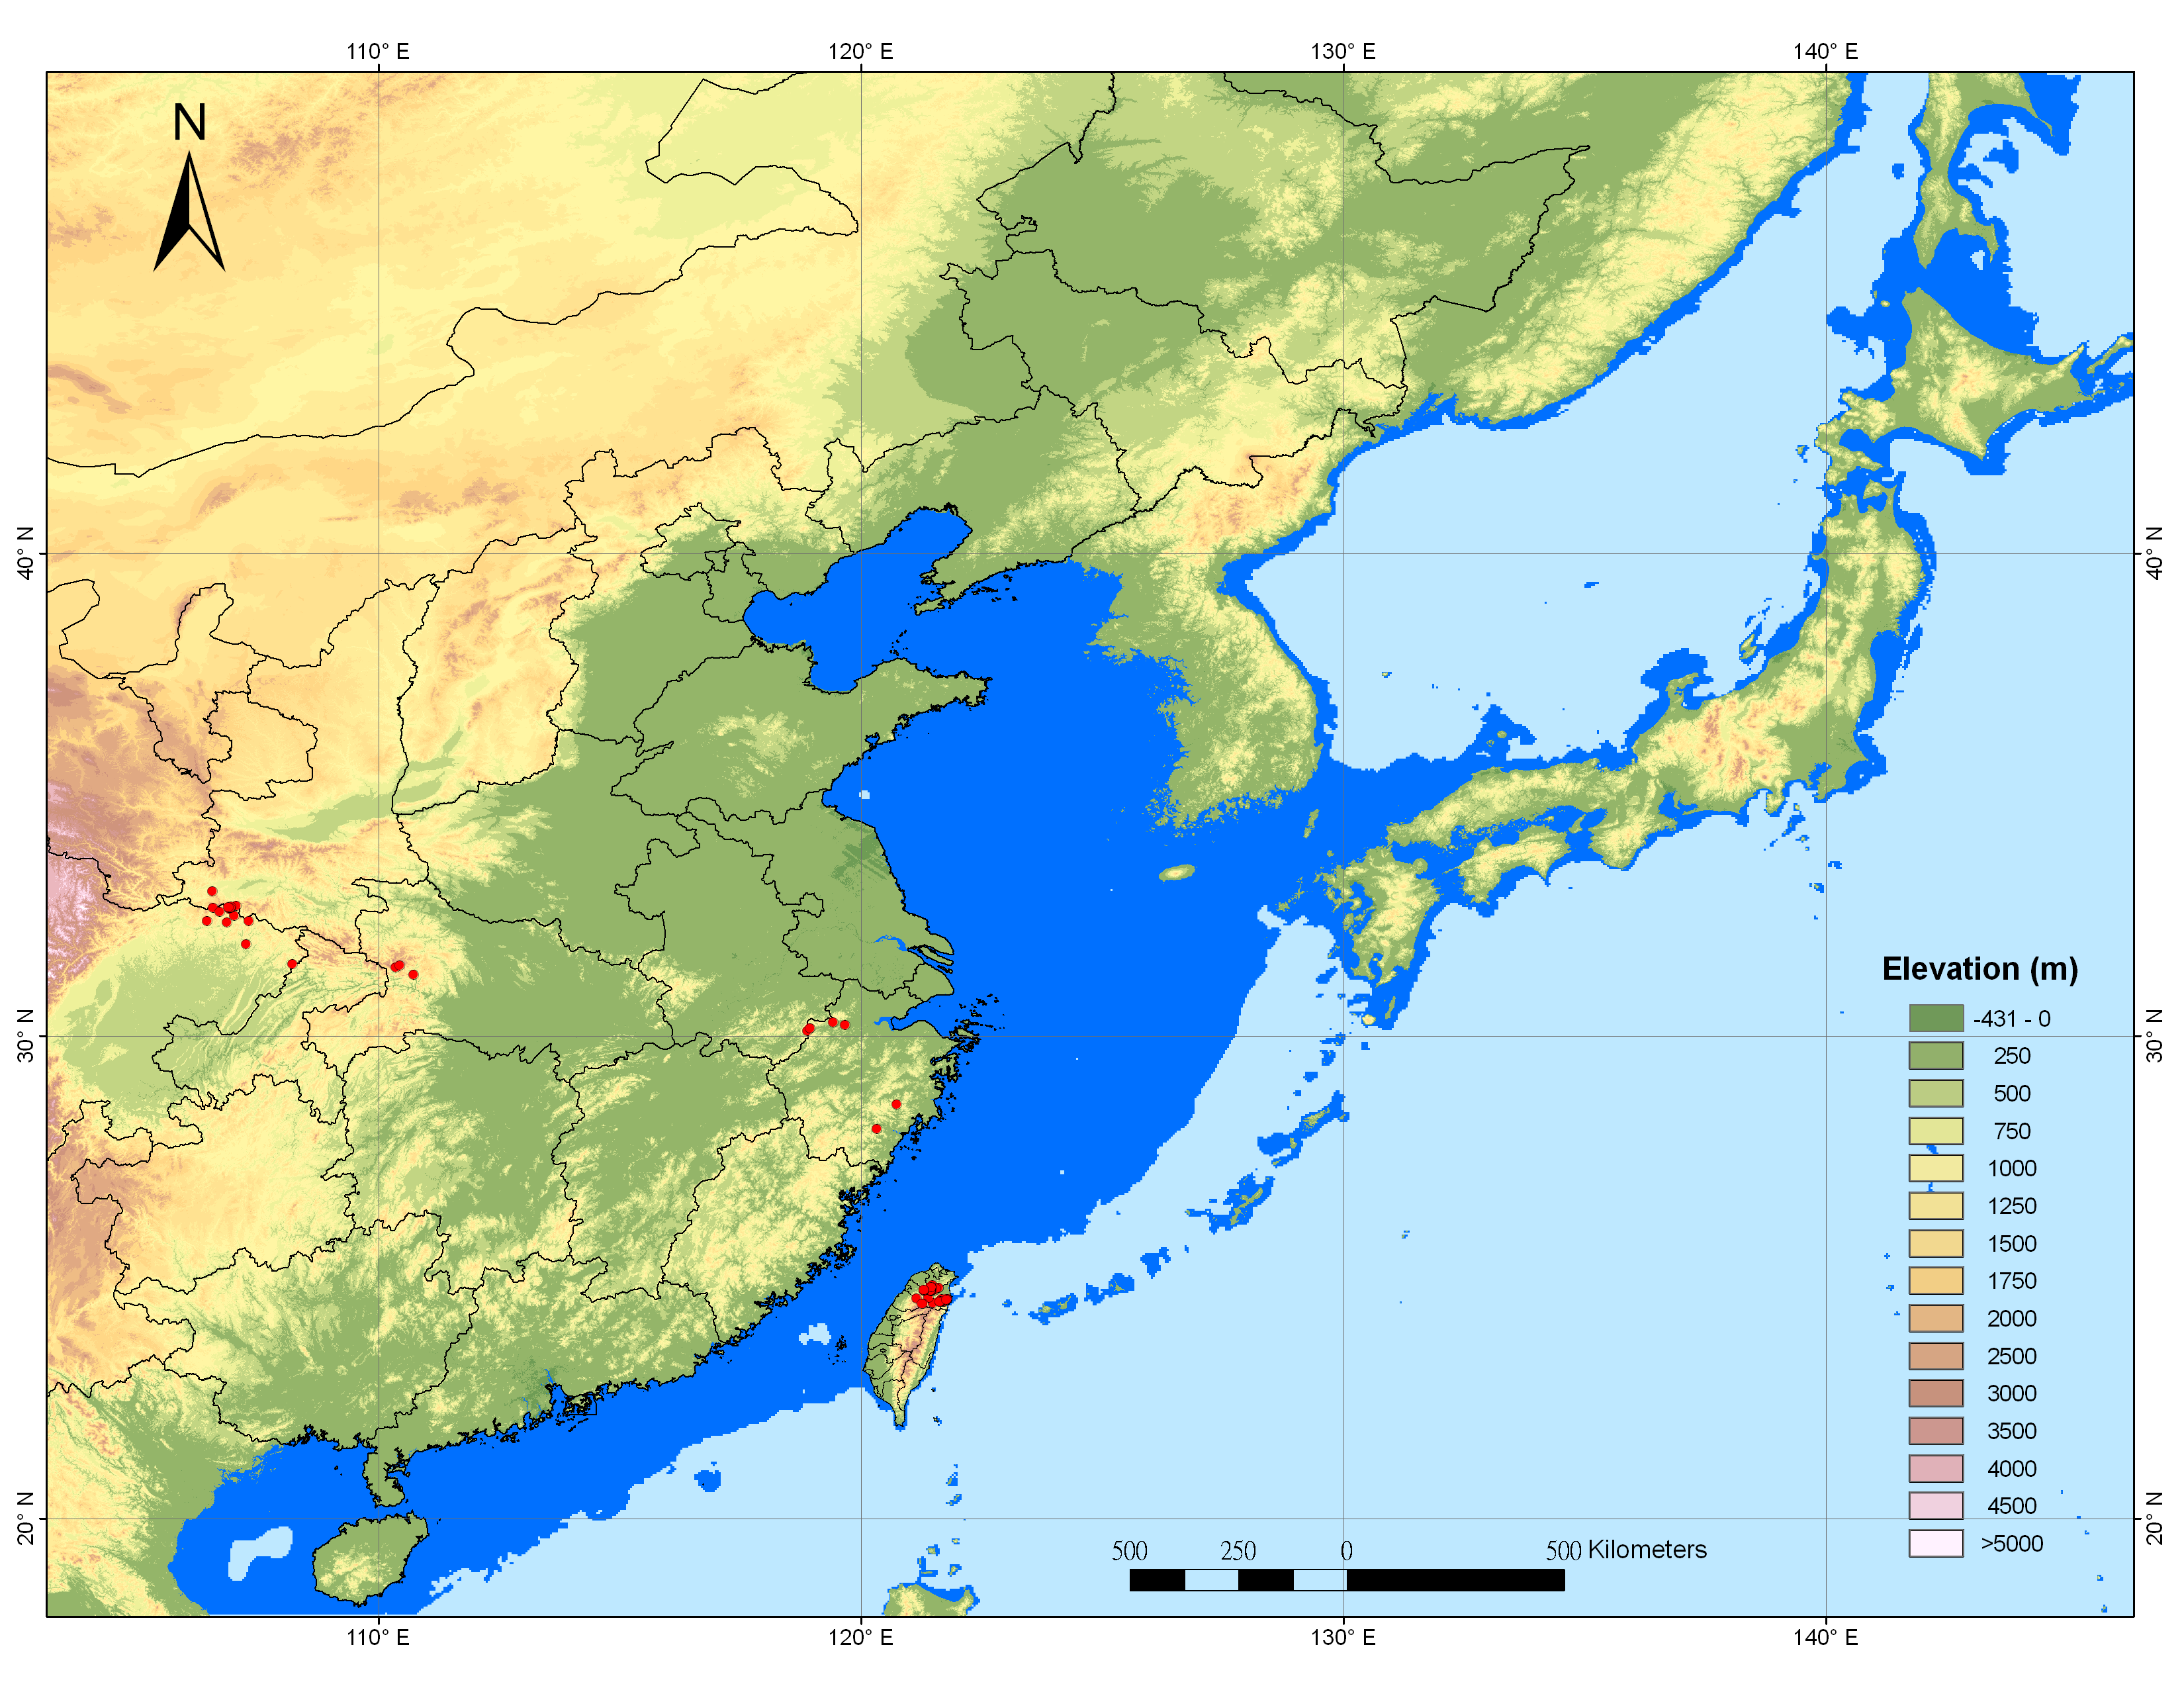 110° E 120° E 130° E 140° E
N
40° N 40° N
Elevation (m)
-431 - 0
30° N 30° N
250
500
750
1000
1250
1500
1750
2000
2500
3000
3500
4000
4500
20° N 20° N
>5000
500 250 0 500 Kilometers
110° E 120° E 130° E 140° E